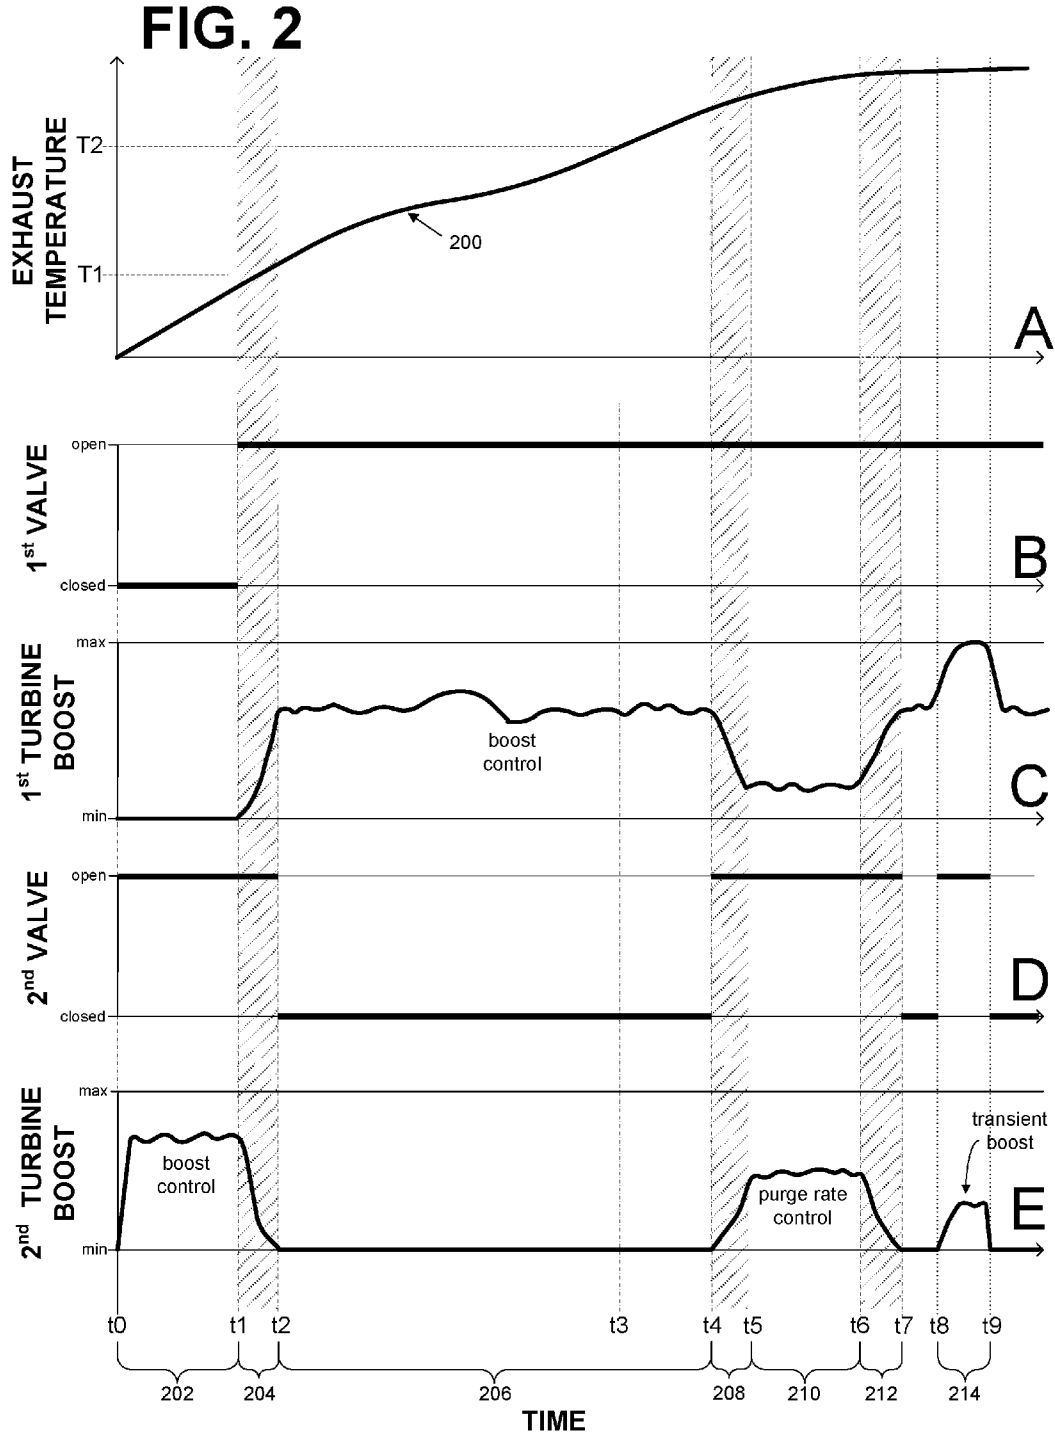 FIG. 2
EXHAUST
TEMPERATURE
T2
T1
200
A
1st VALVE
open
closed
B
1st TURBINE
BOOST
max
min
boost
control
C
2nd VALVE
open
closed
D
2nd TURBINE
BOOST
max
min
boost
control
purge rate
control
transient
boost
E
t0 t1 t2 t3 t4 t5 t6 t7 t8 t9
202 204 206 208 210 212 214
TIME